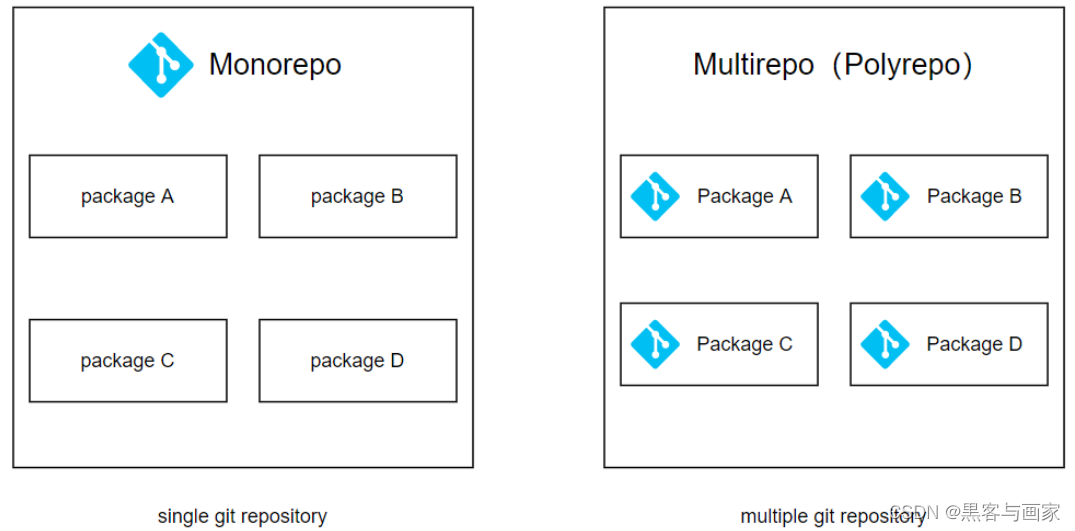 Monorepo
package A
package B
package C
package D
single git repository
Multirepo（Polyrepo）
Package A
Package B
Package C
Package D
multiple git repository
CSDN @黑客与画家